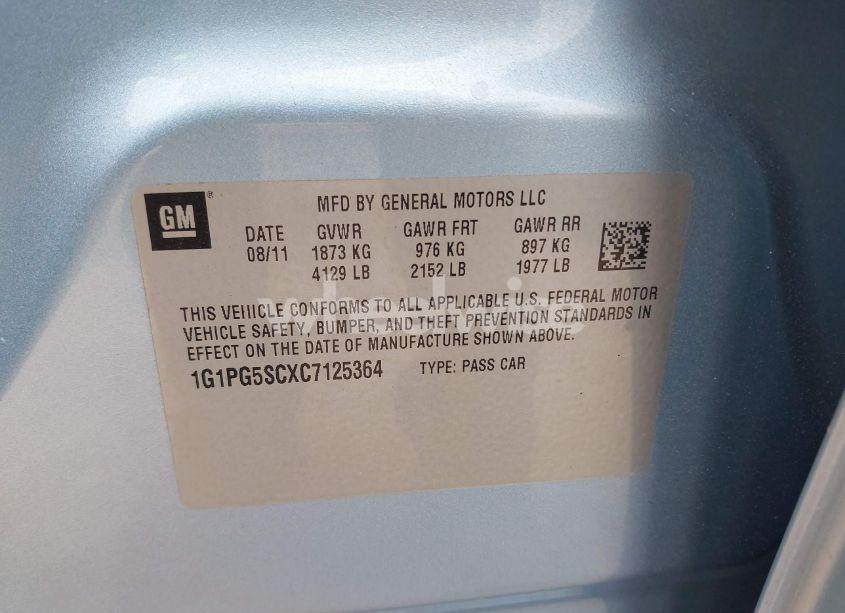 GM ®
MFD BY GENERAL MOTORS LLC
DATE GVWR GAWR FRT GAWR RR
08/11 1873 KG 976 KG 897 KG
4129 LB 2152 LB 1977 LB
THIS VEHICLE CONFORMS TO ALL APPLICABLE U.S. FEDERAL MOTOR
VEHICLE SAFETY, BUMPER, AND THEFT PREVENTION STANDARDS IN
EFFECT ON THE DATE OF MANUFACTURE SHOWN ABOVE.
1G1PG5SCXC7125364 TYPE: PASS CAR